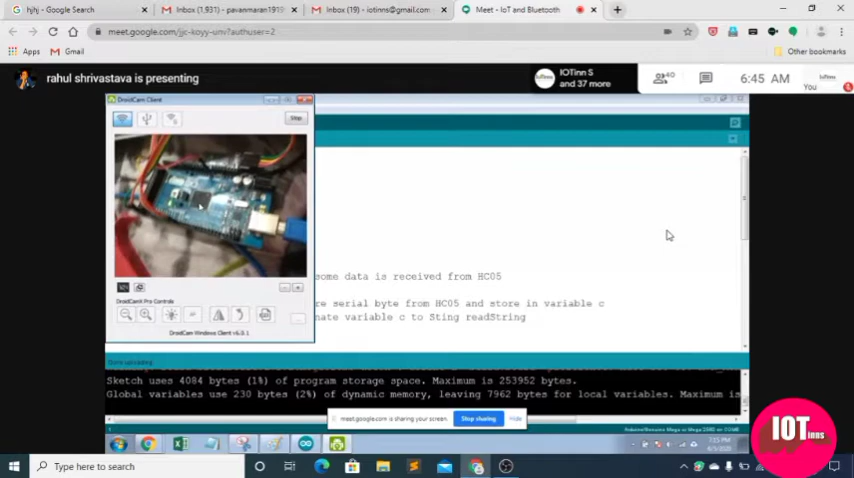 hjhj - Google Search
Inbox (1,931) - pavanmaran1919
Inbox (19) - iotinns@gmail.com
Meet - IoT and Bluetooth
meet.google.com/jjc-koyy-umv?authuser=2
Apps
Gmail
Other bookmarks
rahul shrivastava is presenting
IOTinn S
and 37 more
40
6:45 AM
You
DroidCam Client
Stop
some data is received from HC05
re serial byte from HC05 and store in variable c
nate variable c to Sting readString
DroidCamX Pro Controls
DroidCam Windows Client v6.0.1
Done uploading
Sketch uses 4084 bytes (1%) of program storage space. Maximum is 253952 bytes.
Global variables use 230 bytes (2%) of dynamic memory, leaving 7962 bytes for local variables. Maximum is
meet.google.com is sharing your screen.
Stop sharing
Hide
7:15 PM
Type here to search
IOT
inns